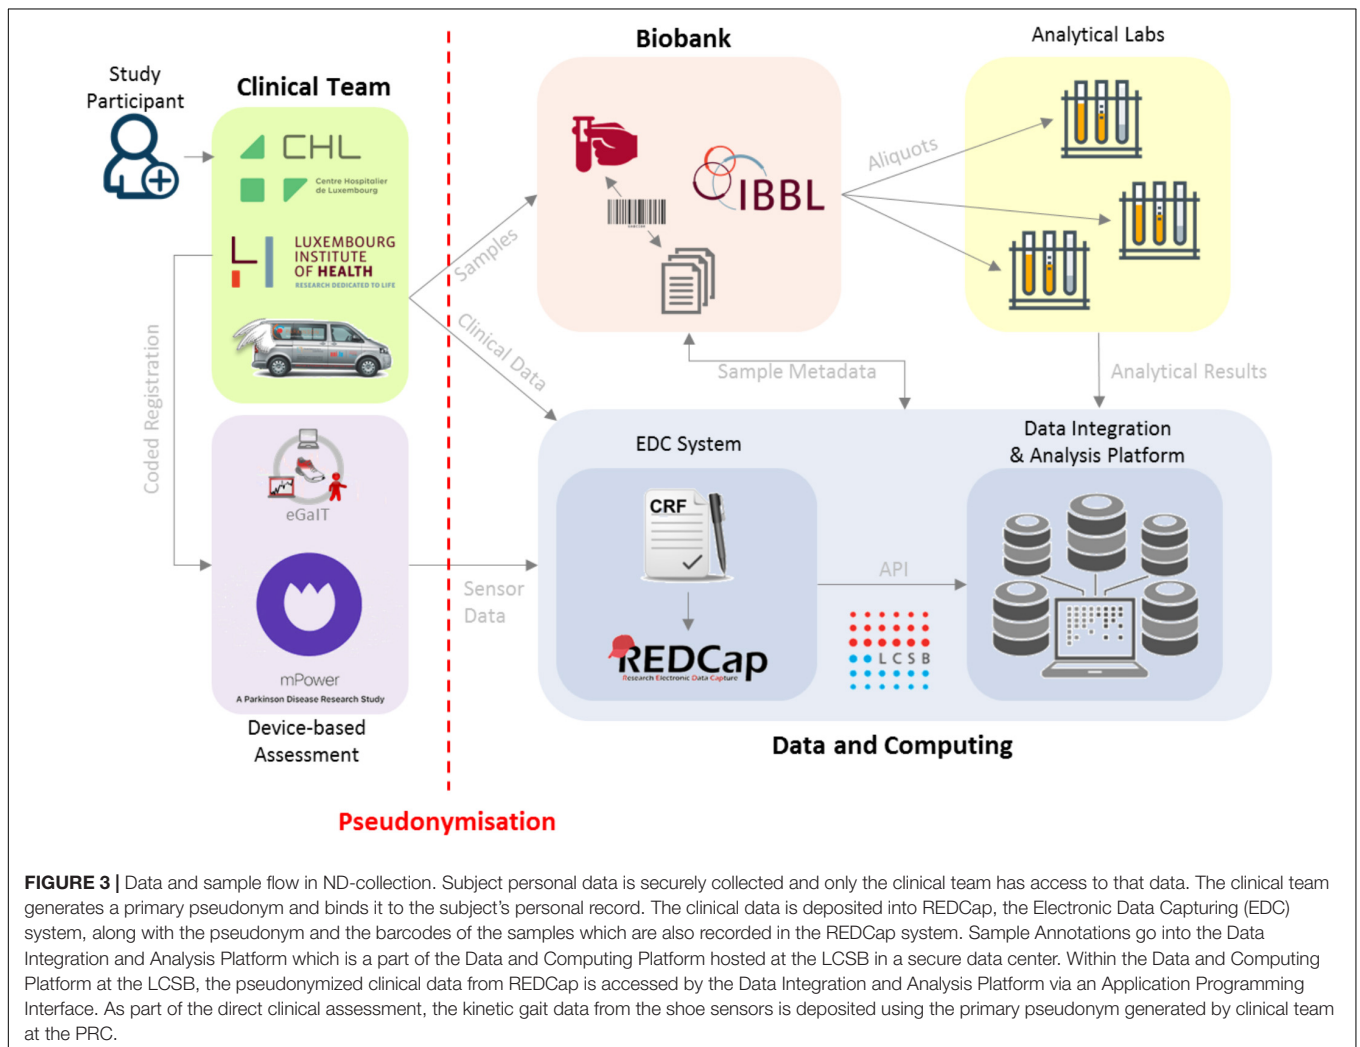 Study
Participant
Clinical Team
CHL
Centre Hospitalier
de Luxembourg
LUXEMBOURG
INSTITUTE
OF HEALTH
RESEARCH DEDICATED TO LIFE
Coded Registration
eGaIT
mPower
A Parkinson Disease Research Study
Device-based
Assessment
Pseudonymisation
Samples
Clinical Data
Sensor
Data
Biobank
IBBL
Aliquots
Analytical Labs
Sample Metadata
Analytical Results
EDC System
CRF
REDCap
Research Electronic Data Capture
API
LCSB
Data Integration
& Analysis Platform
Data and Computing
FIGURE 3 | Data and sample flow in ND-collection. Subject personal data is securely collected and only the clinical team has access to that data. The clinical team
generates a primary pseudonym and binds it to the subject's personal record. The clinical data is deposited into REDCap, the Electronic Data Capturing (EDC)
system, along with the pseudonym and the barcodes of the samples which are also recorded in the REDCap system. Sample Annotations go into the Data
Integration and Analysis Platform which is a part of the Data and Computing Platform hosted at the LCSB in a secure data center. Within the Data and Computing
Platform at the LCSB, the pseudonymized clinical data from REDCap is accessed by the Data Integration and Analysis Platform via an Application Programming
Interface. As part of the direct clinical assessment, the kinetic gait data from the shoe sensors is deposited using the primary pseudonym generated by clinical team
at the PRC.